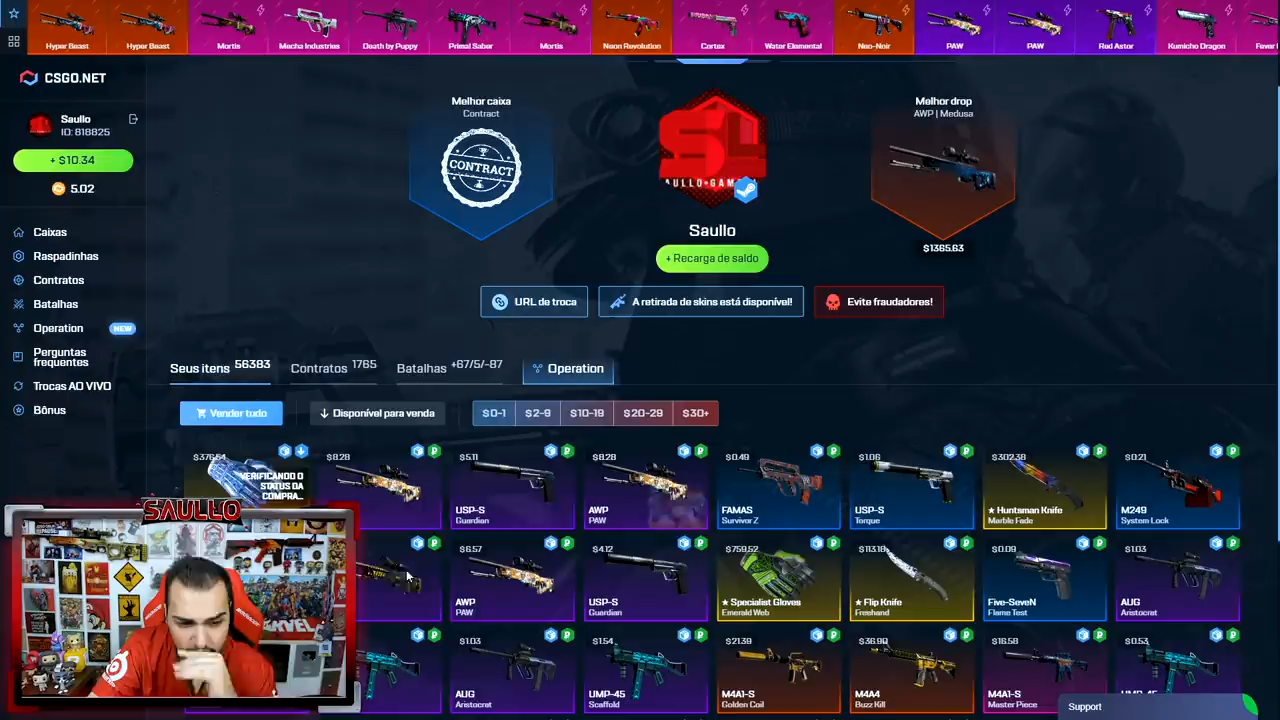 Hyper Beast Hyper Beast Mortis Mecha Industries Death by Puppy Primal Saber Mortis Neon Revolution Cortex Water Elemental Neo-Noir PAW PAW Red Astor Kumicho Dragon
CSGO.NET
Saullo
ID: 818825
+ $10.34
5.02
Caixas
Raspadinhas
Contratos
Batalhas
Operation NEW
Perguntas
frequentes
Trocas AO VIVO
Bônus
Melhor caixa
Contract
CONTRACT
Saullo
+ Recarga de saldo
Melhor drop
AWP | Medusa
$1365.63
URL de troca
A retirada de skins está disponível!
Evite fraudadores!
Seus itens 56383
Contratos 1765
Batalhas +67/5/-87
Operation
Vender tudo
Disponível para venda
$0-1 $2-9 $10-19 $20-29 $30+
VERIFICANDO O
STATUS DA
COMPRA...
$8.28
$5.11
USP-S
Guardian
$8.28
AWP
PAW
$0.49
FAMAS
Survivor Z
$1.06
USP-S
Torque
$302.38
★ Huntsman Knife
Marble Fade
$0.21
M249
System Lock
$6.57
AWP
PAW
$4.12
USP-S
Guardian
$759.52
★ Specialist Gloves
Emerald Web
$113.18
★ Flip Knife
Freehand
$0.09
Five-SeveN
Flame Test
$1.03
AUG
Aristocrat
$1.03
AUG
Aristocrat
$1.54
UMP-45
Scaffold
$21.39
M4A1-S
Golden Coil
$36.90
M4A4
Buzz Kill
$16.58
M4A1-S
Master Piece
$0.53
UMP-45
Support
SAULLO
MARVEL